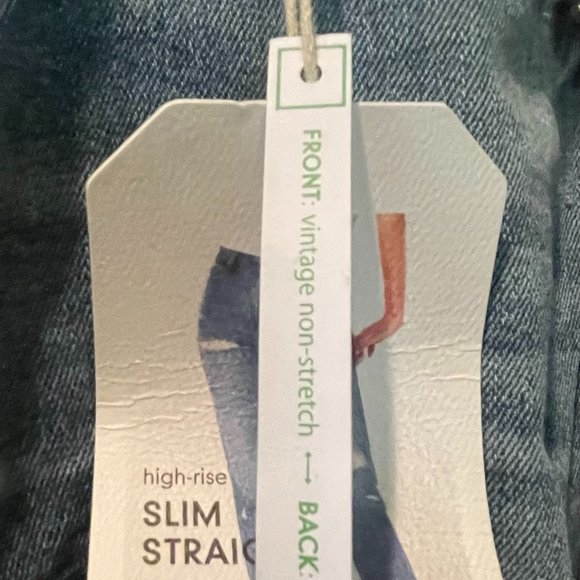 FRONT: vintage non-stretch ⟷ BACK:
high-rise
SLIM
STRAIG